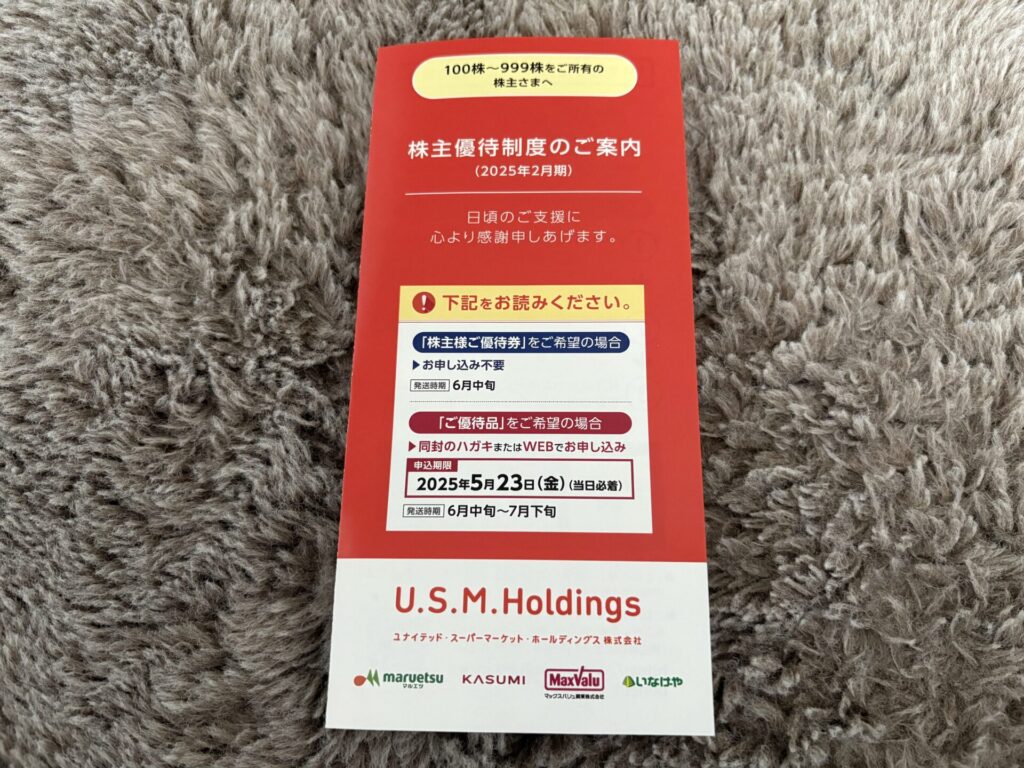 100株～999株をご所有の
株主さまへ
株主優待制度のご案内
(2025年2月期)
日頃のご支援に
心より感謝申しあげます。
! 下記をお読みください。
「株主様ご優待券」をご希望の場合
▶お申し込み不要
発送時期 6月中旬
「ご優待品」をご希望の場合
▶同封のハガキまたはWEBでお申し込み
申込期限
2025年5月23日(金)(当日必着)
発送時期 6月中旬～7月下旬
U.S.M.Holdings
ユナイテッド・スーパーマーケット・ホールディングス 株式会社
maruetsu
マルエツ
KASUMI
MaxValu
マックスバリュ関東株式会社
いなげや